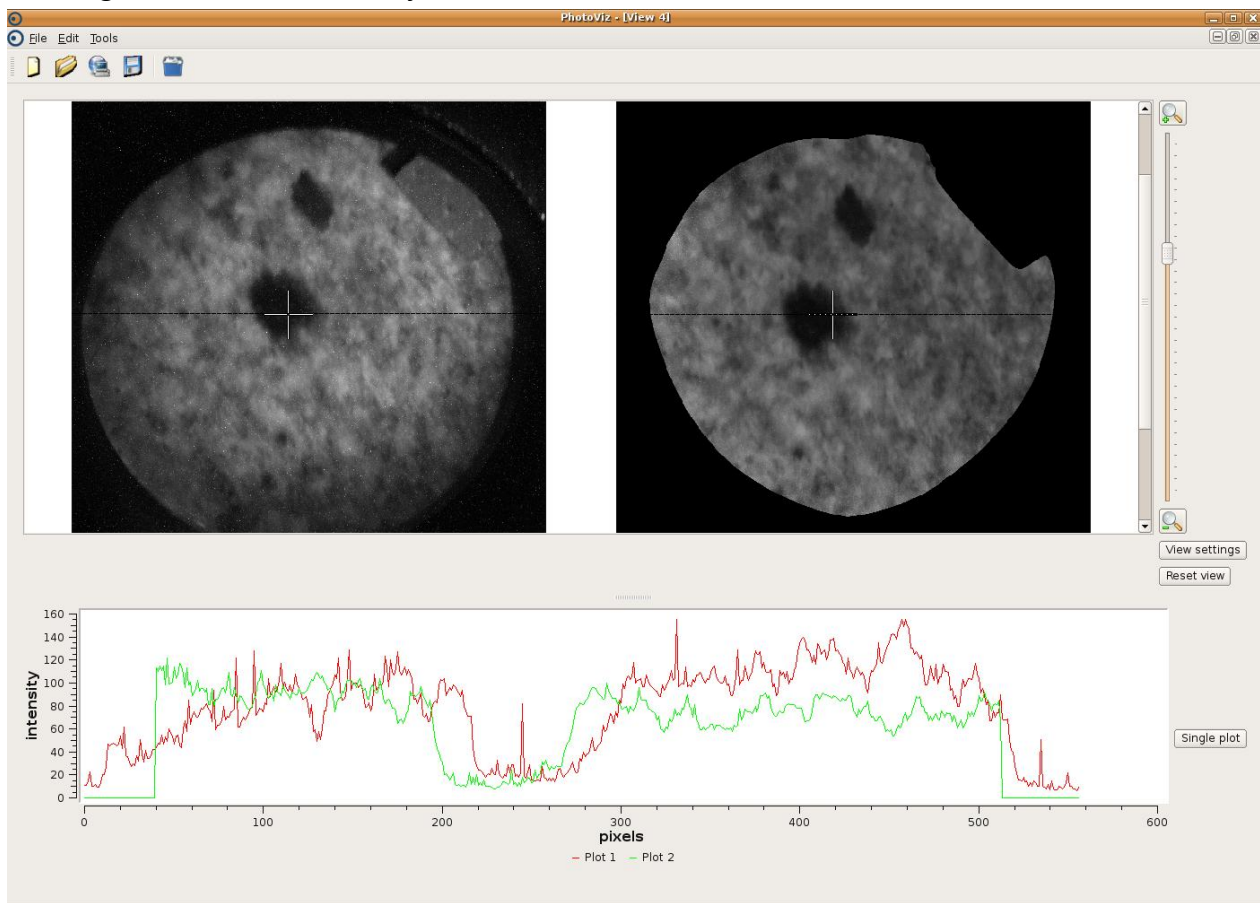 PhotoViz - [View 4]
File Edit Tools
View settings
Reset view
160
140
120
100
80
60
40
20
0
intensity
Single plot
0 100 200 300 400 500 600
pixels
Plot 1 Plot 2